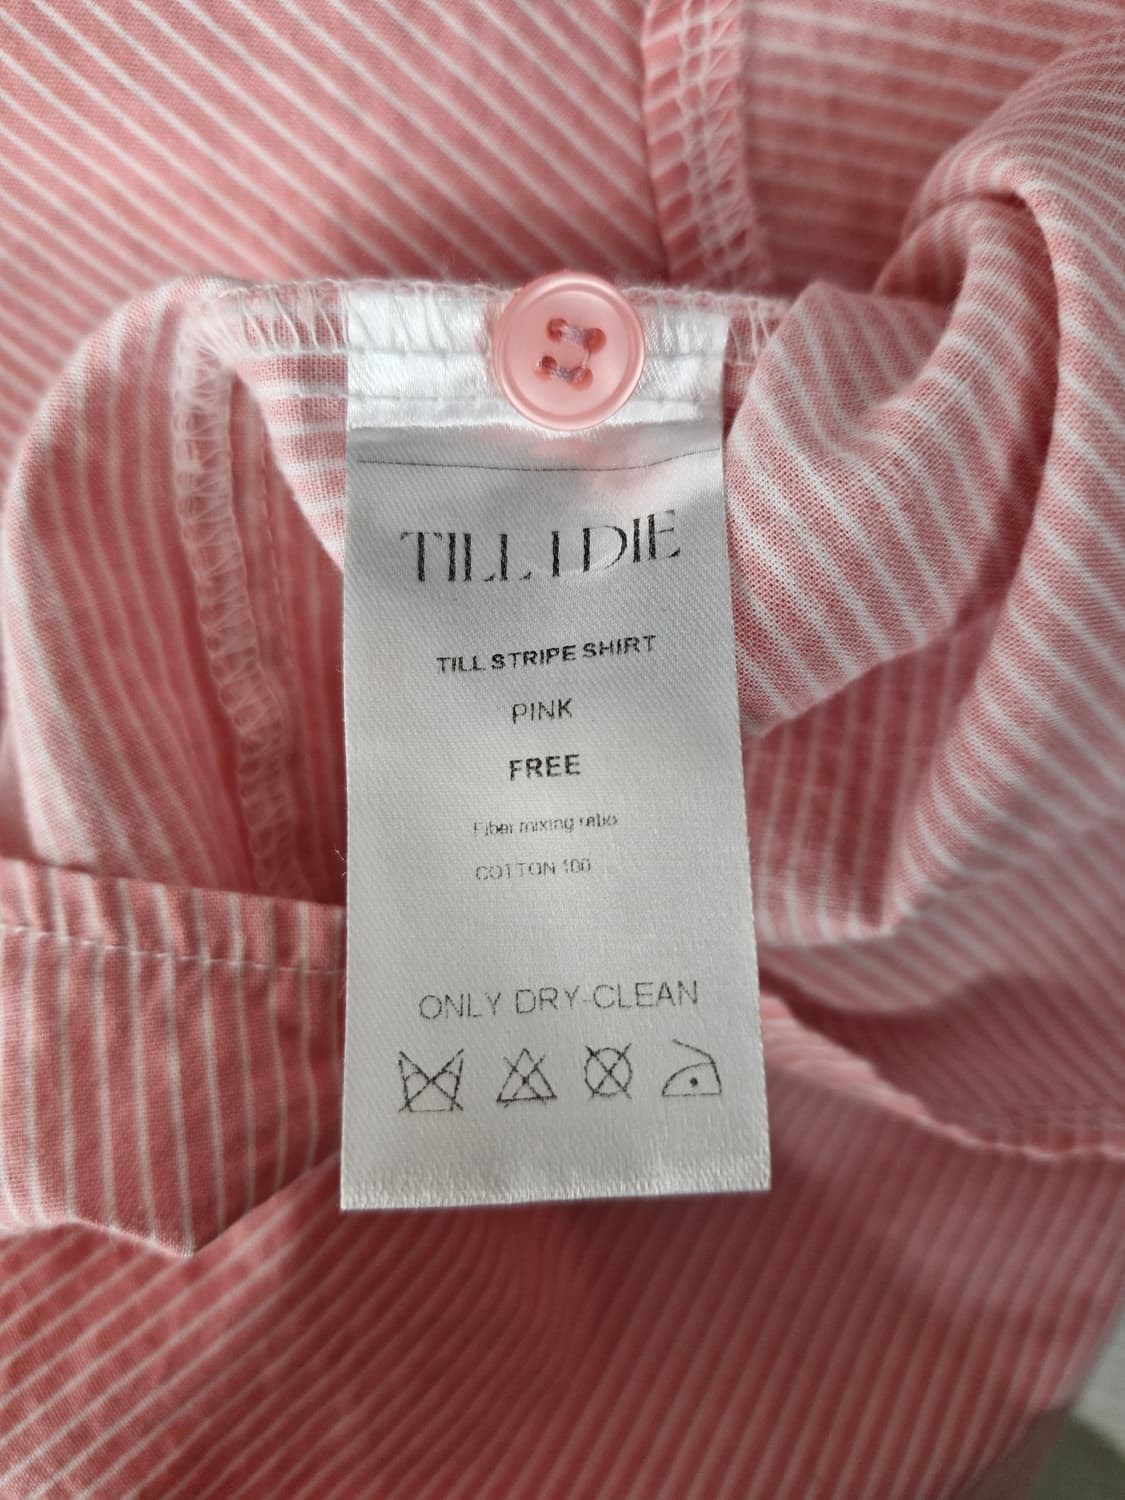 TILL I DIE
TILL STRIPE SHIRT
PINK
FREE
Fiber mixing ratio
COTTON 100
ONLY DRY-CLEAN